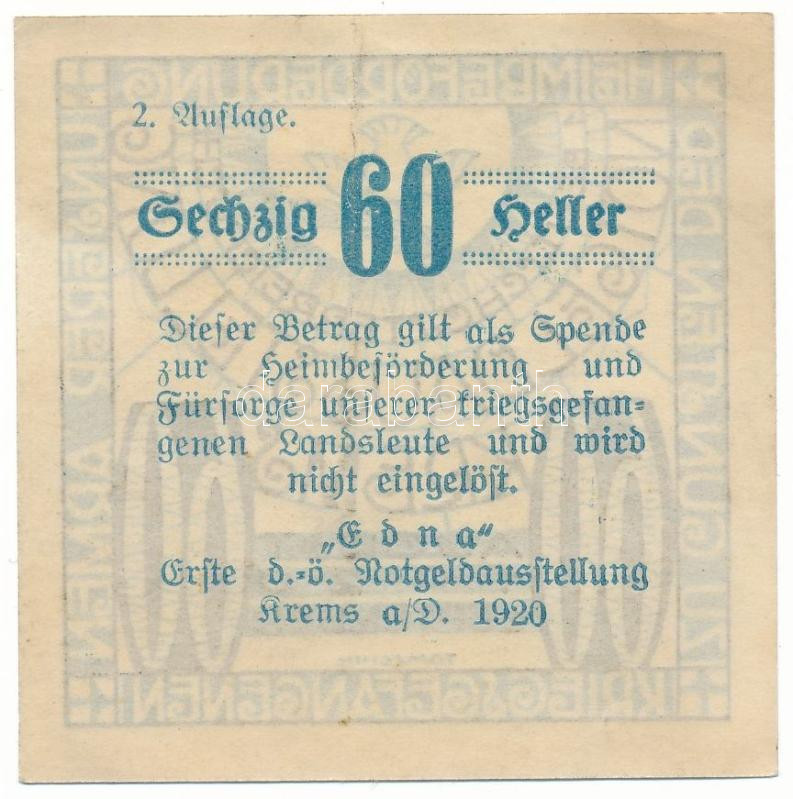 2. Auflage.
Sechzig 60 Heller
Dieser Betrag gilt als Spende
zur Heimbeförderung und
Fürsorge unserer kriegsgefan-
genen Landsleute und wird
nicht eingelöst.
„Edna“
Erste d.-ö. Notgeldausstellung
Krems a/D. 1920
darabanth